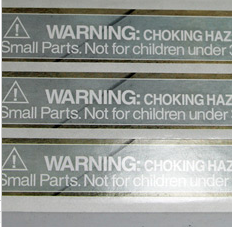 WARNING: CHOKING HAZ
Small Parts. Not for children under 3
WARNING: CHOKING HAZ
Small Parts. Not for children under
WARNING: CHOKING HAZ
Small Parts. Not for children under